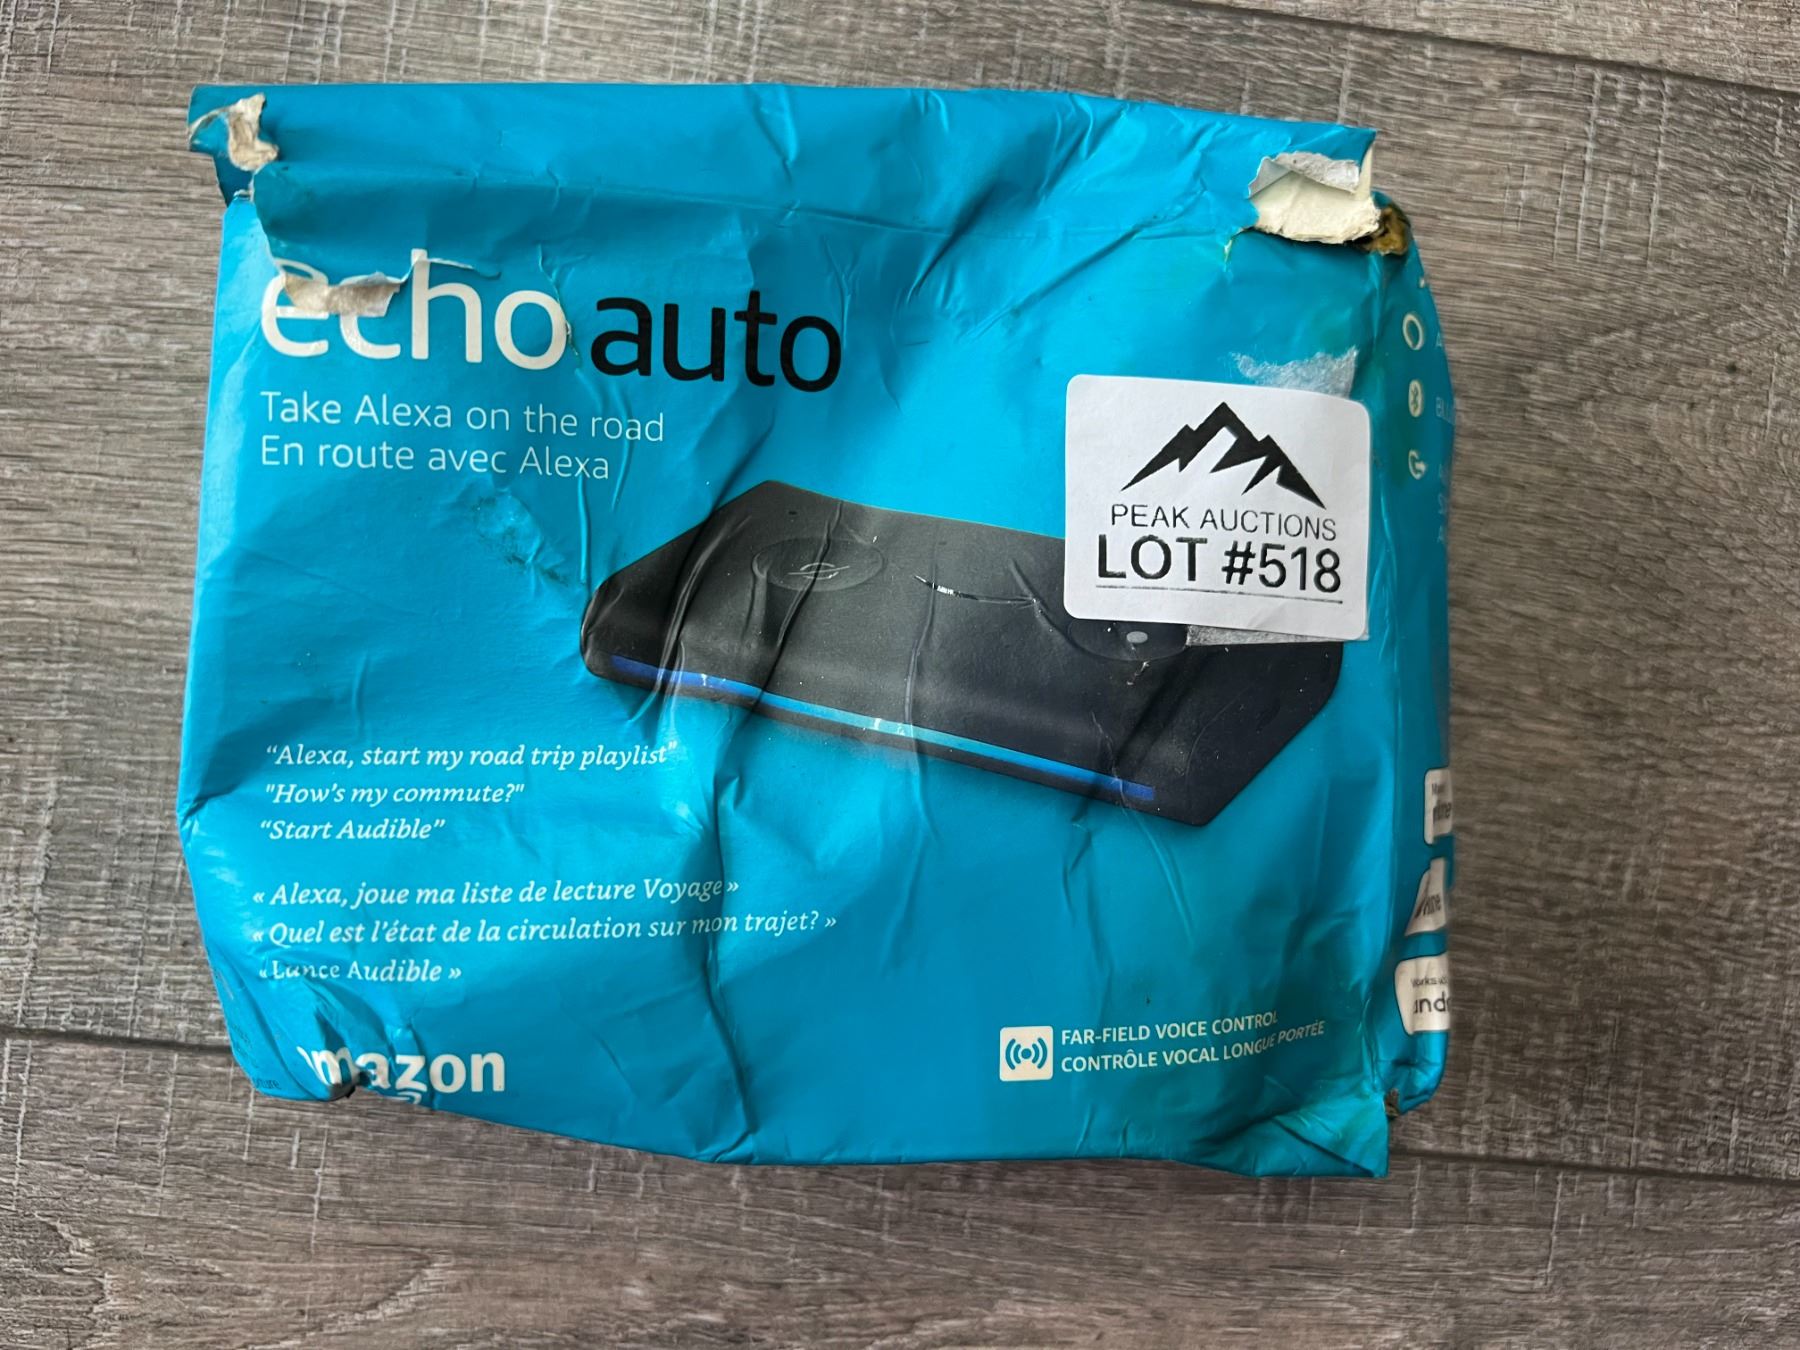 echo auto
Take Alexa on the road
En route avec Alexa
PEAK AUCTIONS
LOT #518
“Alexa, start my road trip playlist”
"How's my commute?"
“Start Audible”
« Alexa, joue ma liste de lecture Voyage »
« Quel est l’état de la circulation sur mon trajet? »
« Lance Audible »
amazon
FAR-FIELD VOICE CONTROL
CONTRÔLE VOCAL LONGUE PORTÉE